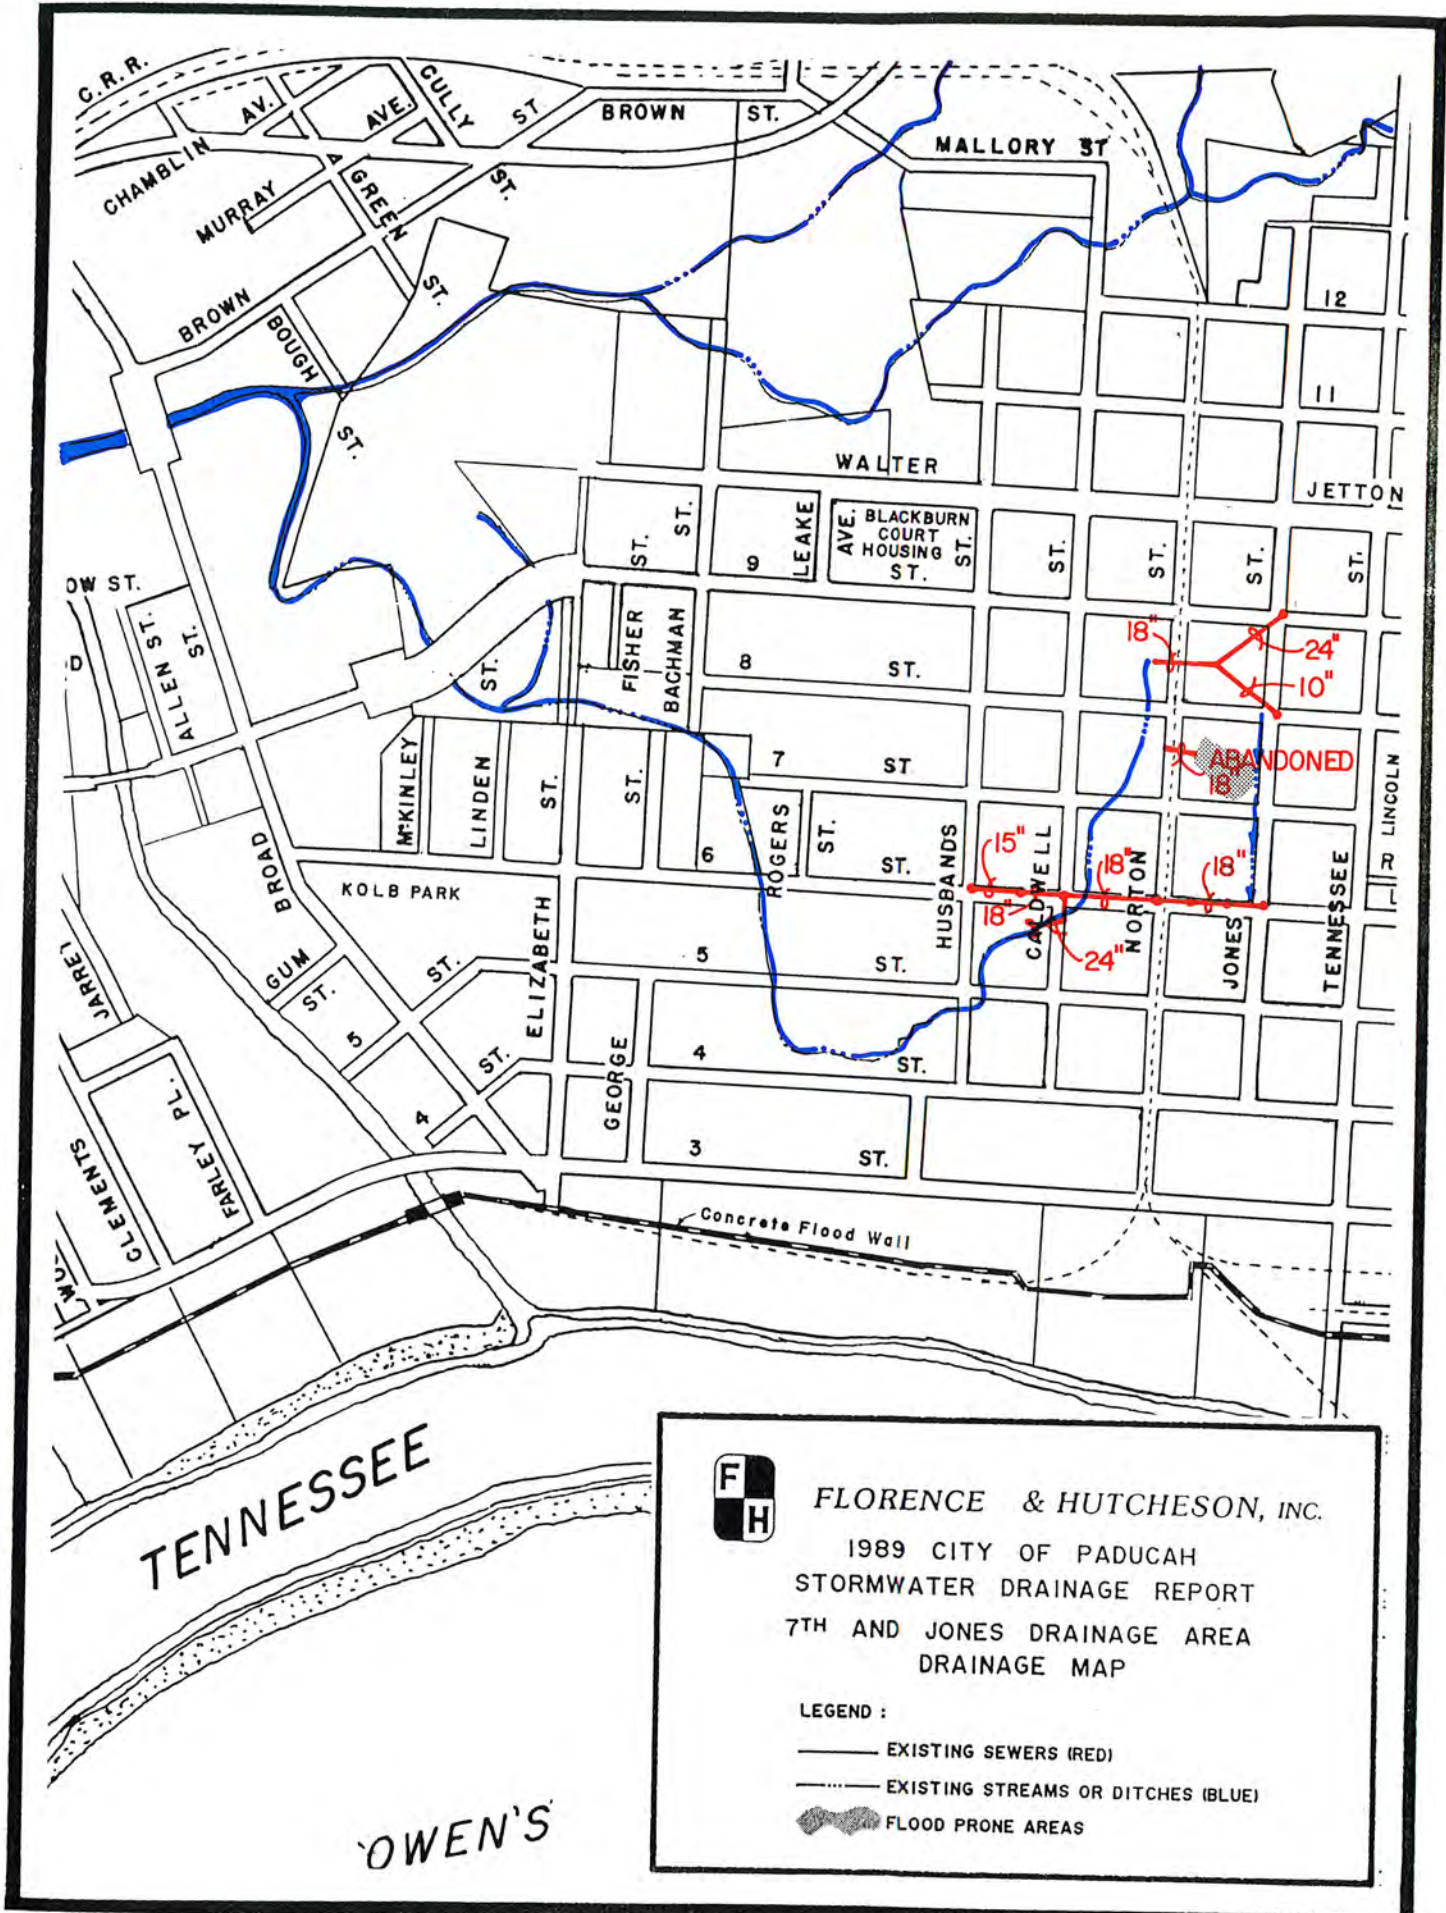 C.R.R.
CHAMBLIN AV.
MURRAY AVE.
CULLY ST.
GREEN ST.
BROWN ST.
BROWN ST.
MALLORY ST
BOUGH ST.
12
11
WALTER
JETTON
BLACKBURN
COURT
HOUSING
LEAKE AVE.
9 ST.
ST.
ST.
ST.
ST.
ST.
ST.
ST.
OW ST.
ALLEN ST.
ST.
D
FISHER
BACHMAN
8 ST.
18"
24"
10"
ST.
7 ST
ABANDONED
18"
McKINLEY
LINDEN
ST.
ST.
ROGERS ST.
LINCOLN
6 ST.
HUSBANDS
CALDWELL
NORTON
JONES
TENNESSEE
R
15"
18"
18"
18"
24"
BROAD
KOLB PARK
ELIZABETH
5 ST.
GUM ST.
5 ST.
GEORGE
4 ST.
4 ST.
3 ST.
FARLEY PL.
CLEMENTS
Concrete Flood Wall
TENNESSEE
OWEN'S
F
H
FLORENCE & HUTCHESON, INC.
1989 CITY OF PADUCAH
STORMWATER DRAINAGE REPORT
7TH AND JONES DRAINAGE AREA
DRAINAGE MAP
LEGEND :
EXISTING SEWERS (RED)
EXISTING STREAMS OR DITCHES (BLUE)
FLOOD PRONE AREAS